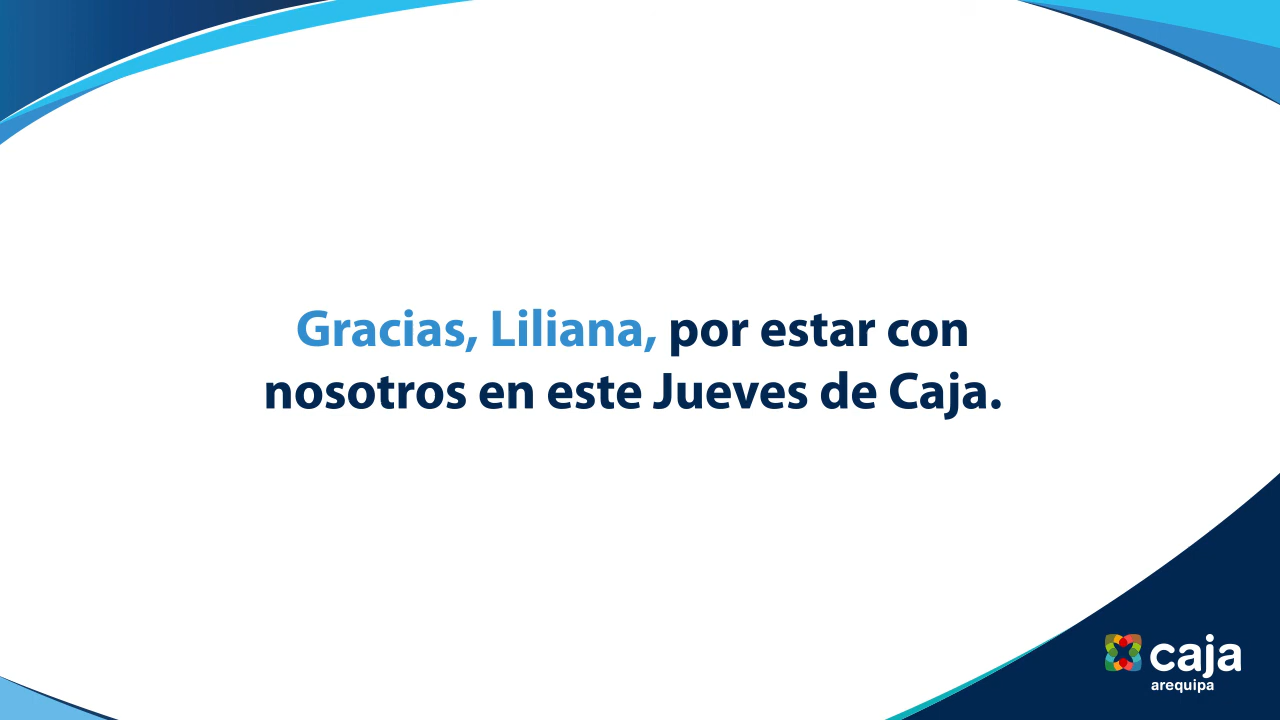 Gracias, Liliana, por estar con
nosotros en este Jueves de Caja.
caja
arequipa